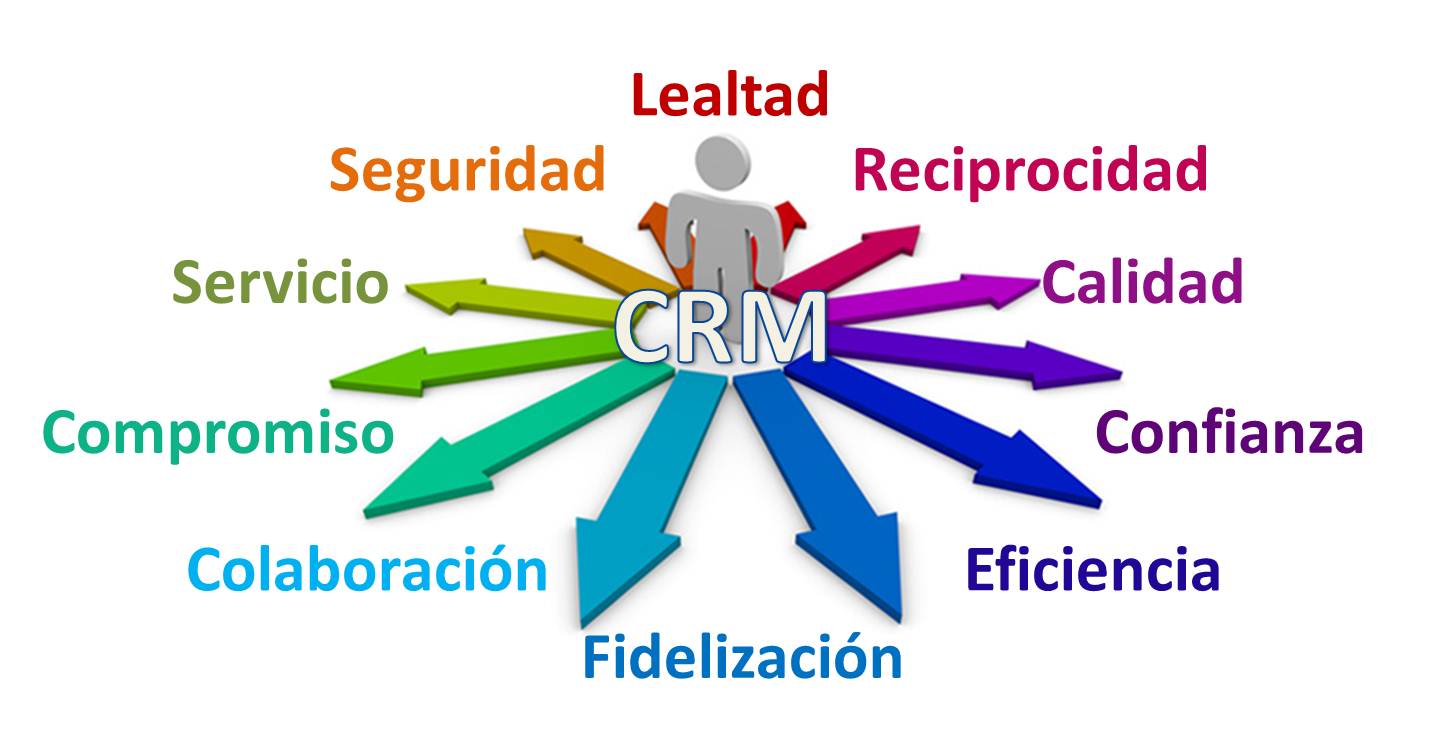 Lealtad
Seguridad
Reciprocidad
Servicio
Calidad
CRM
Compromiso
Confianza
Colaboración
Eficiencia
Fidelización